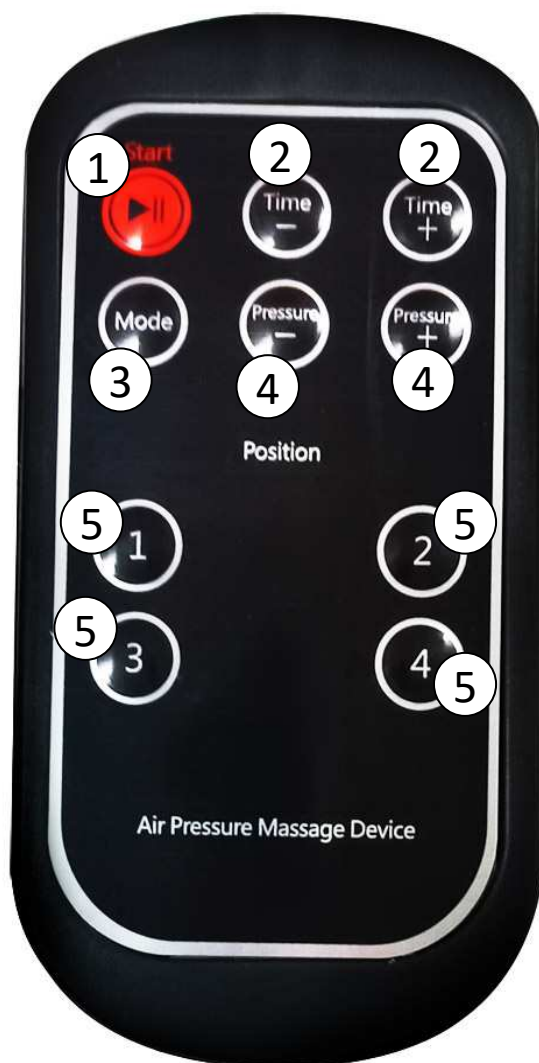 Start
1 2 2
Time - Time +
Mode Pressure - Pressure +
3 4 4
Position
5 1 2 5
5 3 4 5
Air Pressure Massage Device